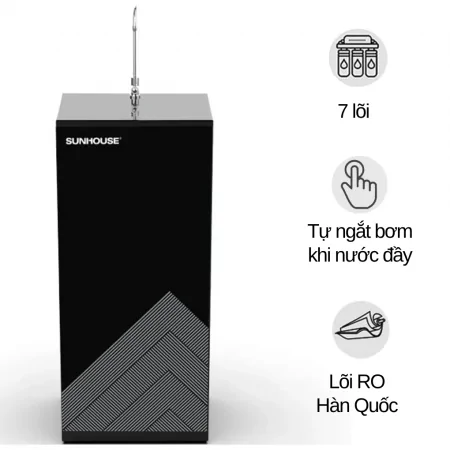 SUNHOUSE®
7 lõi
Tự ngắt bơm
khi nước đầy
Lõi RO
Hàn Quốc